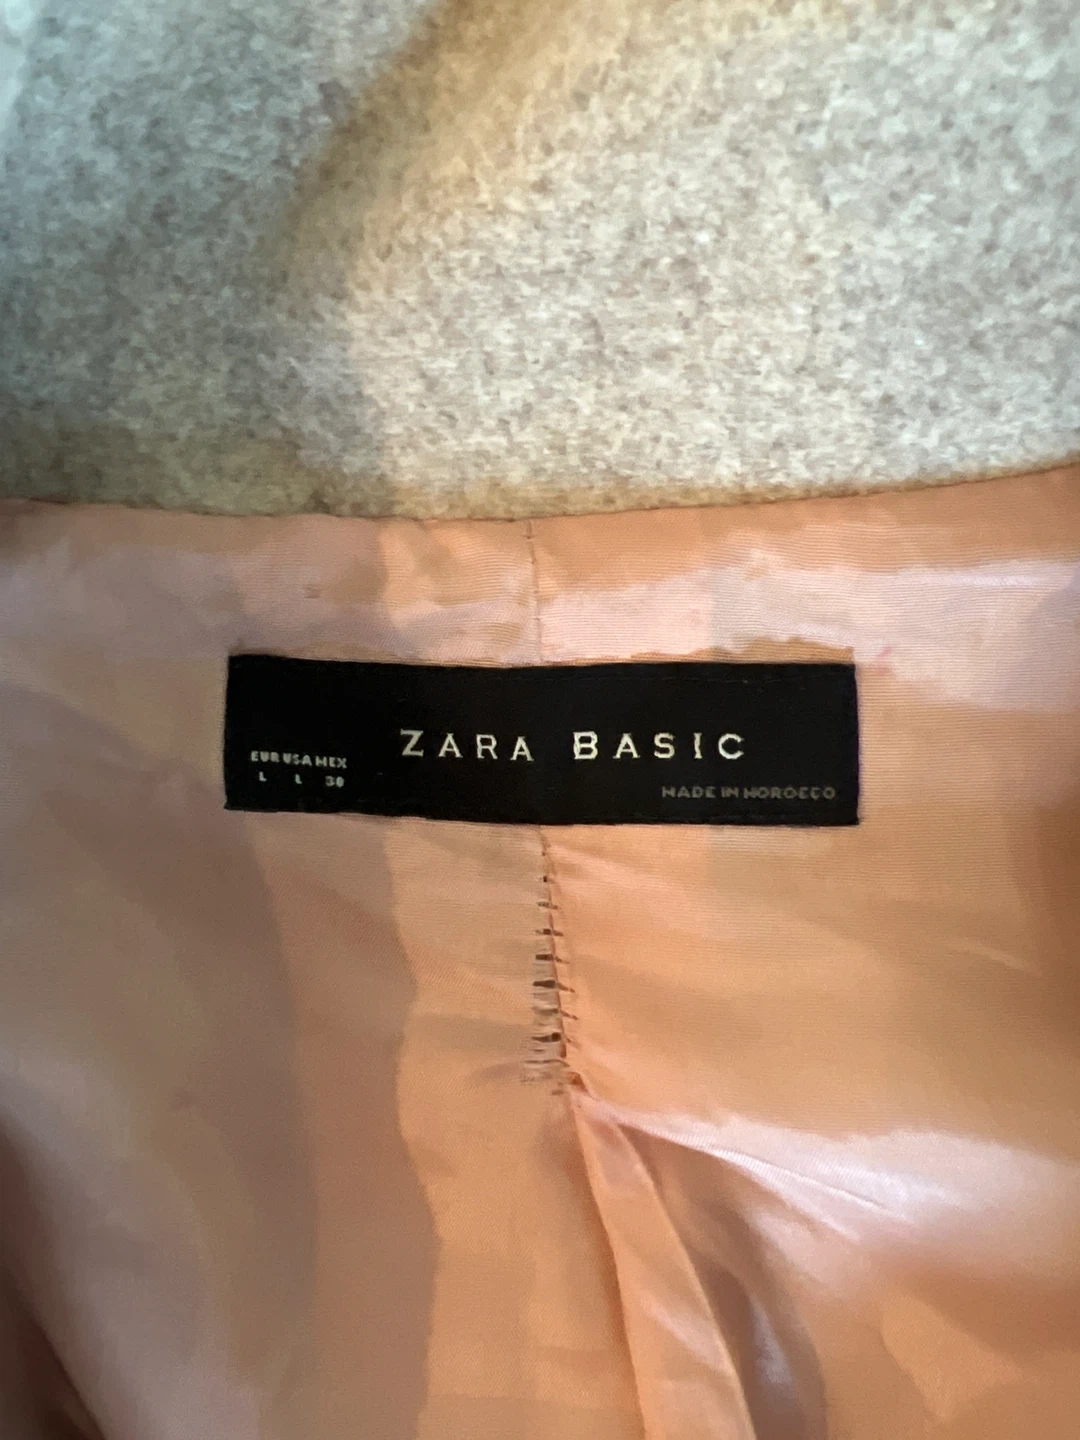 ZARA BASIC
EUR USA MEX
L L 30
MADE IN MOROCCO